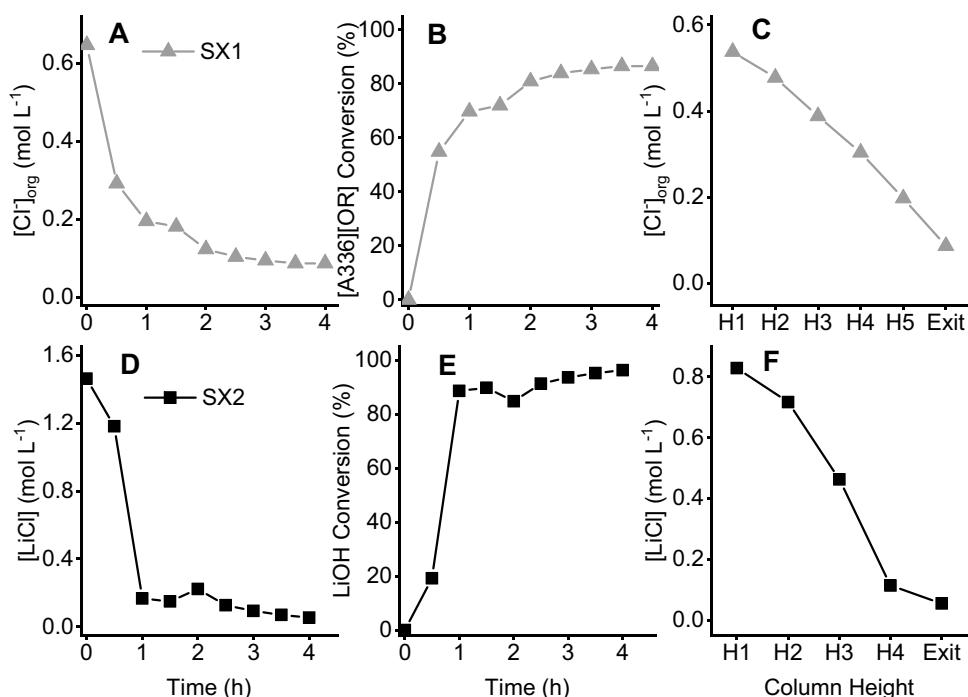 A
SX1
[Cl⁻]org (mol L⁻¹)
0.6
0.4
0.2
0.0
0 1 2 3 4
B
[A336][OR] Conversion (%)
80
60
40
20
0
0 1 2 3 4
C
[Cl⁻]org (mol L⁻¹)
0.6
0.4
0.2
0.0
H1 H2 H3 H4 H5 Exit
D
SX2
[LiCl] (mol L⁻¹)
1.8
1.2
0.6
0.0
0 1 2 3 4
Time (h)
E
LiOH Conversion (%)
100
80
60
40
20
0
0 1 2 3 4
Time (h)
F
[LiCl] (mol L⁻¹)
0.8
0.6
0.4
0.2
0.0
H1 H2 H3 H4 Exit
Column Height